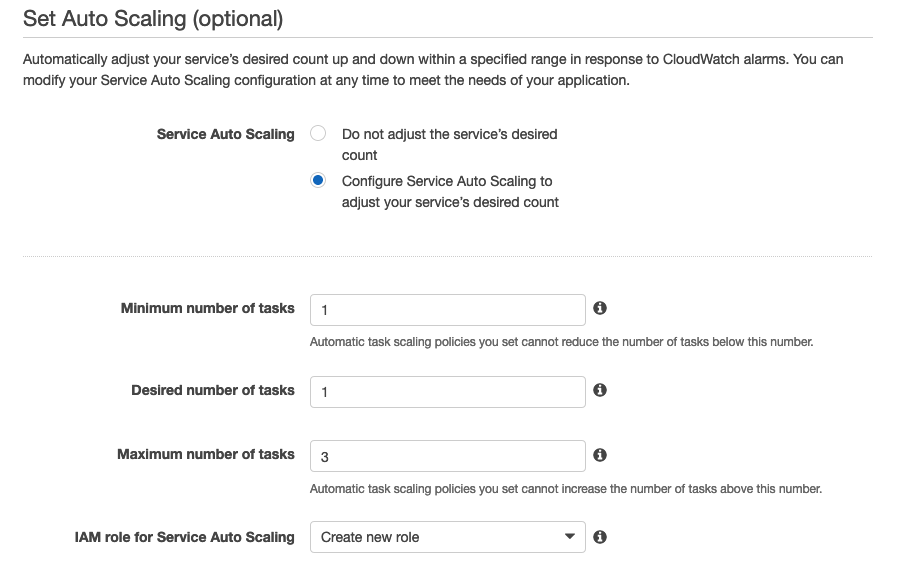 Set Auto Scaling (optional)
Automatically adjust your service’s desired count up and down within a specified range in response to CloudWatch alarms. You can
modify your Service Auto Scaling configuration at any time to meet the needs of your application.
Service Auto Scaling
Do not adjust the service’s desired
count
Configure Service Auto Scaling to
adjust your service’s desired count
Minimum number of tasks
1
Automatic task scaling policies you set cannot reduce the number of tasks below this number.
Desired number of tasks
1
Maximum number of tasks
3
Automatic task scaling policies you set cannot increase the number of tasks above this number.
IAM role for Service Auto Scaling
Create new role